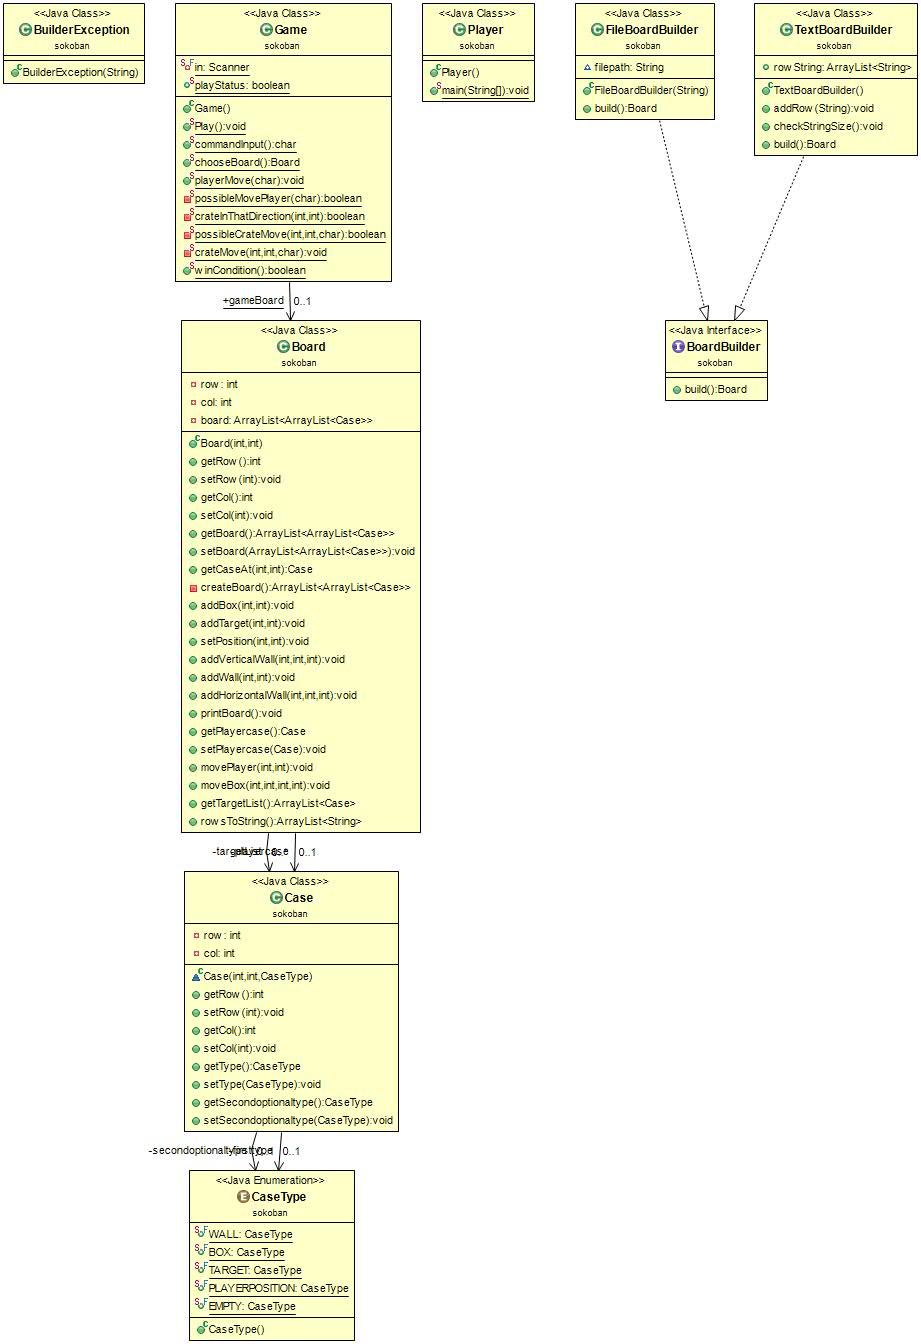 <<Java Class>>
BuilderException
sokoban
BuilderException(String)
<<Java Class>>
Game
sokoban
in: Scanner
playStatus: boolean
Game()
Play():void
commandInput():char
chooseBoard():Board
playerMove(char):void
possibleMovePlayer(char):boolean
crateInThatDirection(int,int):boolean
possibleCrateMove(int,int,char):boolean
crateMove(int,int,char):void
winCondition():boolean
<<Java Class>>
Player
sokoban
Player()
main(String[]):void
<<Java Class>>
FileBoardBuilder
sokoban
filepath: String
FileBoardBuilder(String)
build():Board
<<Java Class>>
TextBoardBuilder
sokoban
rowString: ArrayList<String>
TextBoardBuilder()
addRow(String):void
checkStringSize():void
build():Board
+gameBoard 0..1
<<Java Class>>
Board
sokoban
row: int
col: int
board: ArrayList<ArrayList<Case>>
Board(int,int)
getRow():int
setRow(int):void
getCol():int
setCol(int):void
getBoard():ArrayList<ArrayList<Case>>
setBoard(ArrayList<ArrayList<Case>>):void
getCaseAt(int,int):Case
createBoard():ArrayList<ArrayList<Case>>
addBox(int,int):void
addTarget(int,int):void
setPosition(int,int):void
addVerticalWall(int,int,int):void
addWall(int,int):void
addHorizontalWall(int,int,int):void
printBoard():void
getPlayercase():Case
setPlayercase(Case):void
movePlayer(int,int):void
moveBox(int,int,int,int):void
getTargetList():ArrayList<Case>
rowsToString():ArrayList<String>
<<Java Interface>>
BoardBuilder
sokoban
build():Board
0..1
<<Java Class>>
Case
sokoban
row: int
col: int
Case(int,int,CaseType)
getRow():int
setRow(int):void
getCol():int
setCol(int):void
getType():CaseType
setType(CaseType):void
getSecondoptionaltype():CaseType
setSecondoptionaltype(CaseType):void
0..1
<<Java Enumeration>>
CaseType
sokoban
WALL: CaseType
BOX: CaseType
TARGET: CaseType
PLAYERPOSITION: CaseType
EMPTY: CaseType
CaseType()